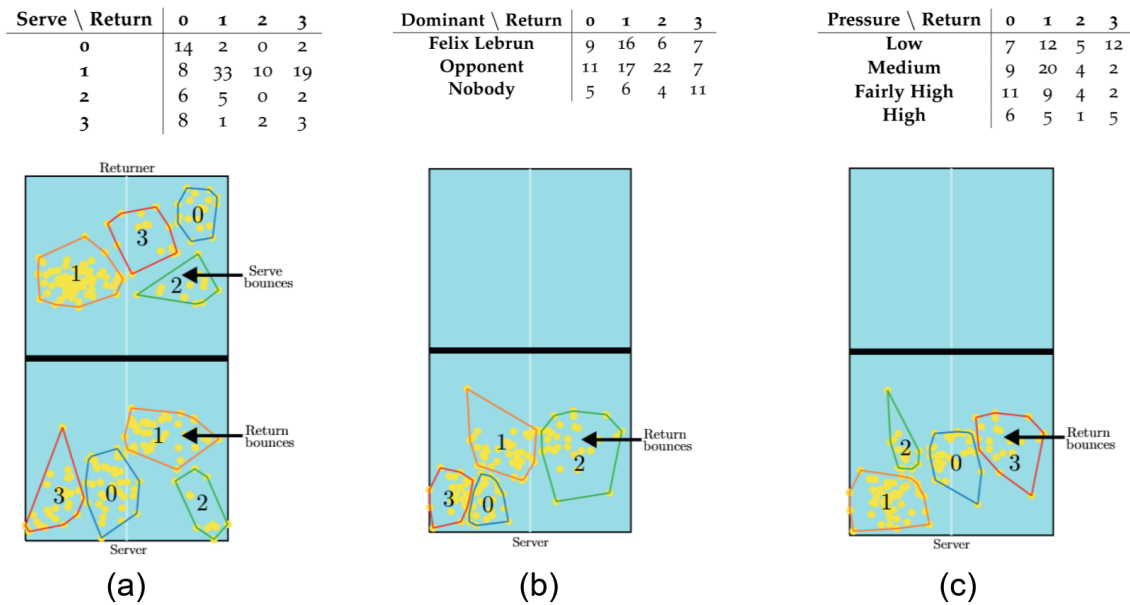 Serve \ Return 0 1 2 3
0 14 2 0 2
1 8 33 10 19
2 6 5 0 2
3 8 1 2 3
Returner
0
3
1
2
Serve
bounces
1
Return
bounces
3
0
2
Server
(a)
Dominant \ Return 0 1 2 3
Felix Lebrun 9 16 6 7
Opponent 11 17 22 7
Nobody 5 6 4 11
1
2
Return
bounces
3
0
Server
(b)
Pressure \ Return 0 1 2 3
Low 7 12 5 12
Medium 9 20 4 2
Fairly High 11 9 4 2
High 6 5 1 5
2
0
3
Return
bounces
1
Server
(c)